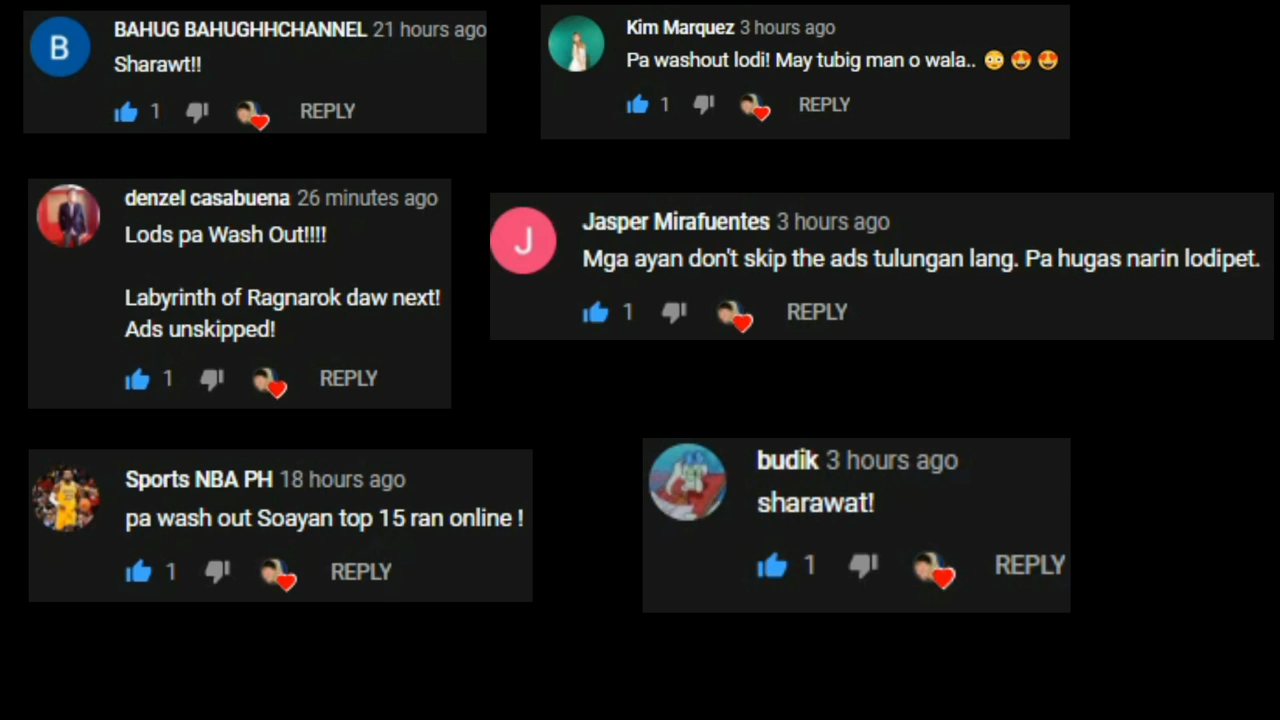 B
BAHUG BAHUGHHCHANNEL 21 hours ago
Sharawt!!
1 REPLY
Kim Marquez 3 hours ago
Pa washout lodi! May tubig man o wala.. 😳 😍 😍
1 REPLY
denzel casabuena 26 minutes ago
Lods pa Wash Out!!!!
Labyrinth of Ragnarok daw next!
Ads unskipped!
1 REPLY
J
Jasper Mirafuentes 3 hours ago
Mga ayan don't skip the ads tulungan lang. Pa hugas narin lodipet.
1 REPLY
Sports NBA PH 18 hours ago
pa wash out Soayan top 15 ran online !
1 REPLY
budik 3 hours ago
sharawat!
1 REPLY